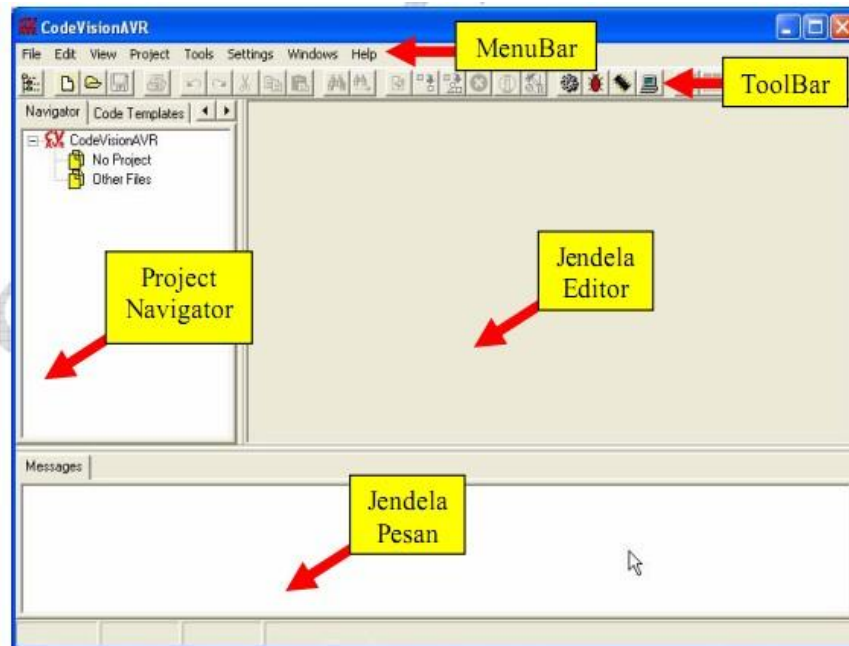 CodeVisionAVR
File Edit View Project Tools Settings Windows Help
MenuBar
ToolBar
Navigator Code Templates
CodeVisionAVR
No Project
Other Files
Project
Navigator
Jendela
Editor
Messages
Jendela
Pesan